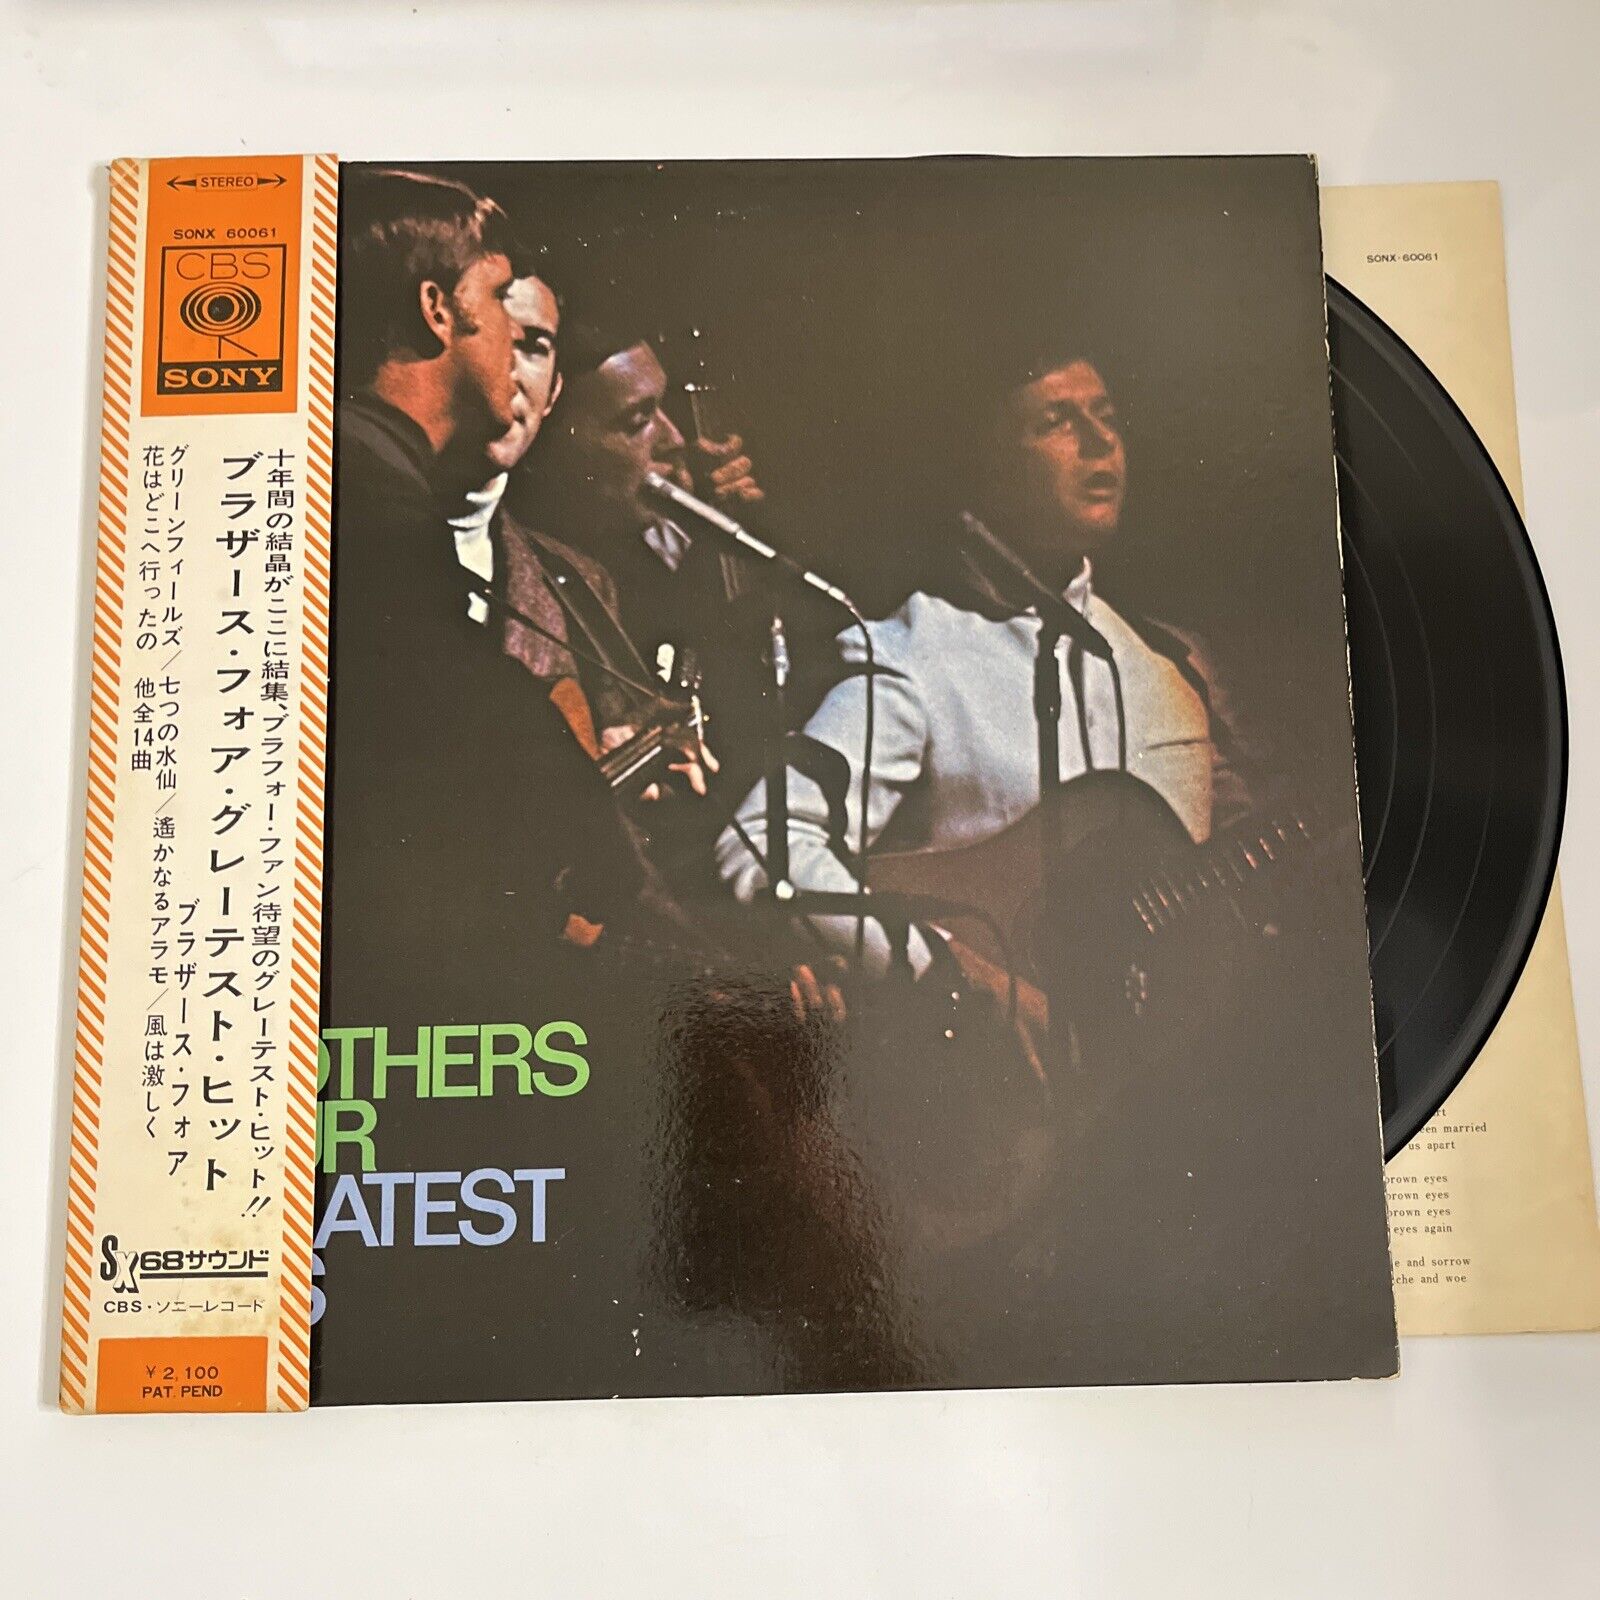 STEREO
SONX 60061
CBS
SONY
十年間の結晶がここに結集、ブラフォー・ファン待望のグレーテスト・ヒット!!
ブラザース・フォア・グレーテスト・ヒット
ブラザース・フォア
グリーンフィールズ/七つの水仙/遙かなるアラモ/風は激しく
花はどこへ行ったの 他全14曲
SX68サウンド
CBS・ソニーレコード
¥2,100
PAT. PEND
OTHERS
UR
ATEST
S
SONX-60061
een married
us apart
brown eyes
brown eyes
brown eyes
eyes again
and sorrow
che and woe